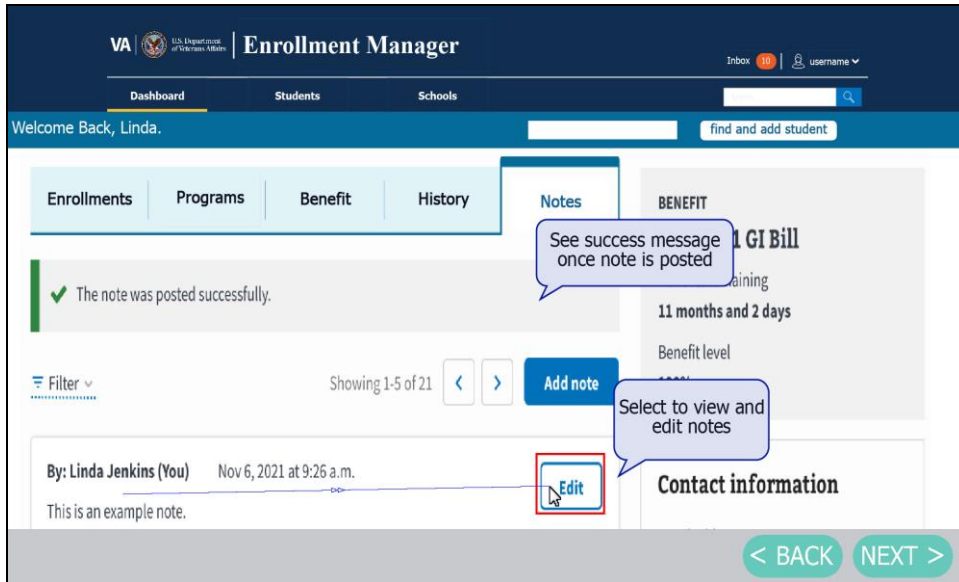 VA
U.S. Department
of Veterans Affairs
Enrollment Manager
Inbox 10 username
Dashboard Students Schools
Welcome Back, Linda.
find and add student
Enrollments Programs Benefit History Notes
BENEFIT
1 GI Bill
See success message
once note is posted
aining
11 months and 2 days
The note was posted successfully.
Benefit level
Filter
Showing 1-5 of 21 < > Add note
Select to view and
edit notes
By: Linda Jenkins (You) Nov 6, 2021 at 9:26 a.m.
Edit
This is an example note.
Contact information
< BACK NEXT >